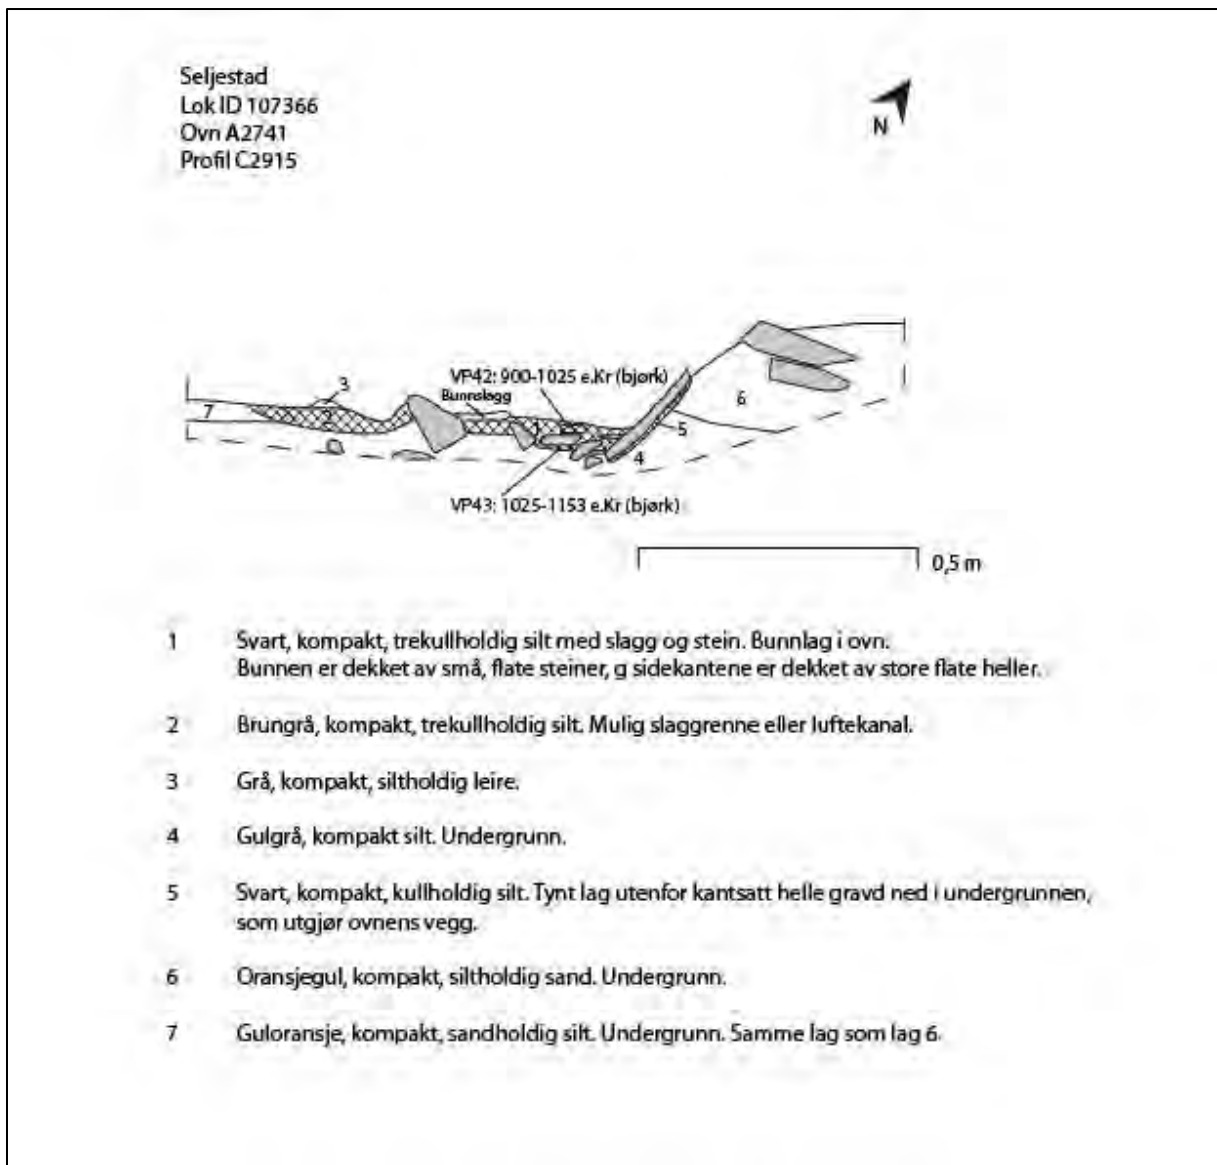 Seljestad
Lok ID 107366
Ovn A2741
Profil C2915
N
3
VP42: 900-1025 e.Kr (bjørk)
Bunnslagg
7
2
1
6
5
4
VP43: 1025-1153 e.Kr (bjørk)
0,5 m
1 Svart, kompakt, trekullholdig silt med slagg og stein. Bunnlag i ovn.
Bunnen er dekket av små, flate steiner, g sidekantene er dekket av store flate heller.
2 Brungrå, kompakt, trekullholdig silt. Mulig slaggrenne eller luftekanal.
3 Grå, kompakt, siltholdig leire.
4 Gulgrå, kompakt silt. Undergrunn.
5 Svart, kompakt, kullholdig silt. Tynt lag utenfor kantsatt helle gravd ned i undergrunnen,
som utgjør ovnens vegg.
6 Oransjegul, kompakt, siltholdig sand. Undergrunn.
7 Guloransje, kompakt, sandholdig silt. Undergrunn. Samme lag som lag 6.